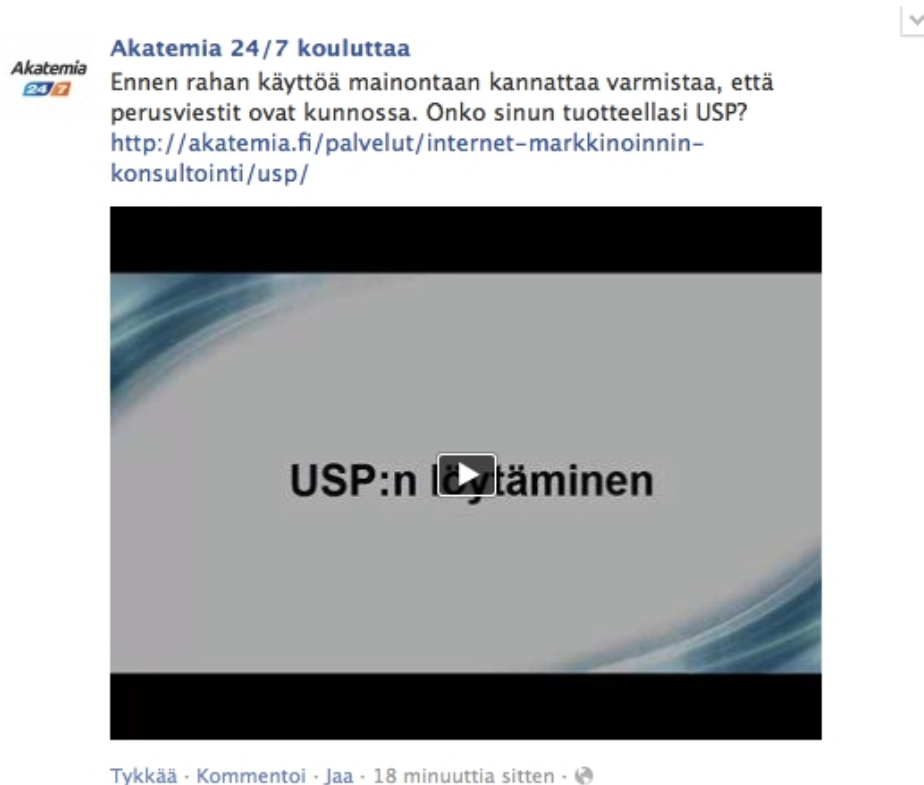 Akatemia 24/7 kouluttaa
Akatemia
24/7
Ennen rahan käyttöä mainontaan kannattaa varmistaa, että
perusviestit ovat kunnossa. Onko sinun tuotteellasi USP?
http://akatemia.fi/palvelut/internet-markkinoinnin-
konsultointi/usp/
USP:n löytäminen
Tykkää · Kommentoi · Jaa · 18 minuuttia sitten ·